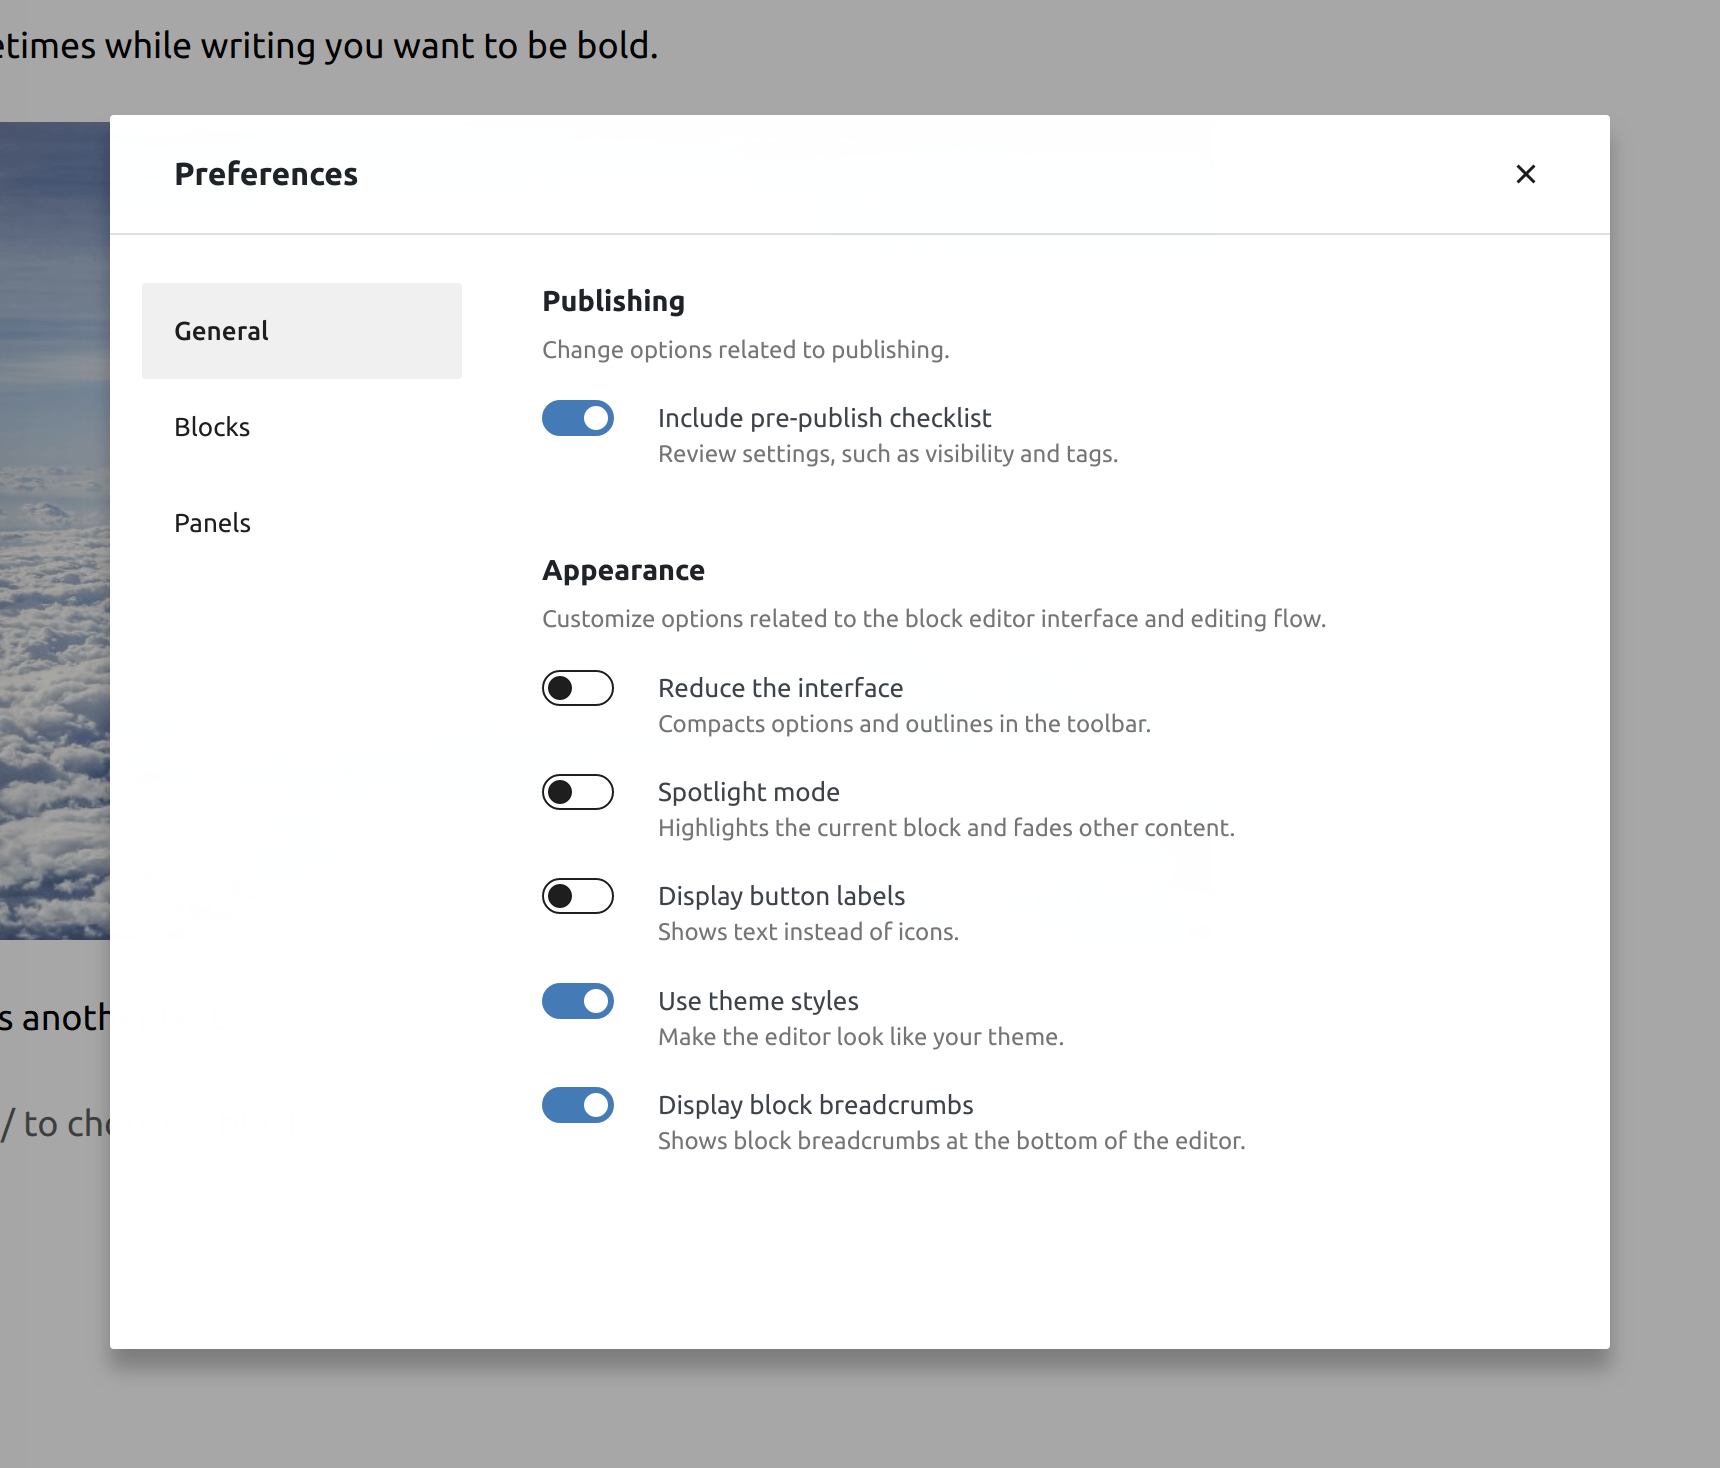 etimes while writing you want to be bold.
Preferences
General
Blocks
Panels
Publishing
Change options related to publishing.
Include pre-publish checklist
Review settings, such as visibility and tags.
Appearance
Customize options related to the block editor interface and editing flow.
Reduce the interface
Compacts options and outlines in the toolbar.
Spotlight mode
Highlights the current block and fades other content.
Display button labels
Shows text instead of icons.
Use theme styles
Make the editor look like your theme.
Display block breadcrumbs
Shows block breadcrumbs at the bottom of the editor.
s anoth
/ to cho